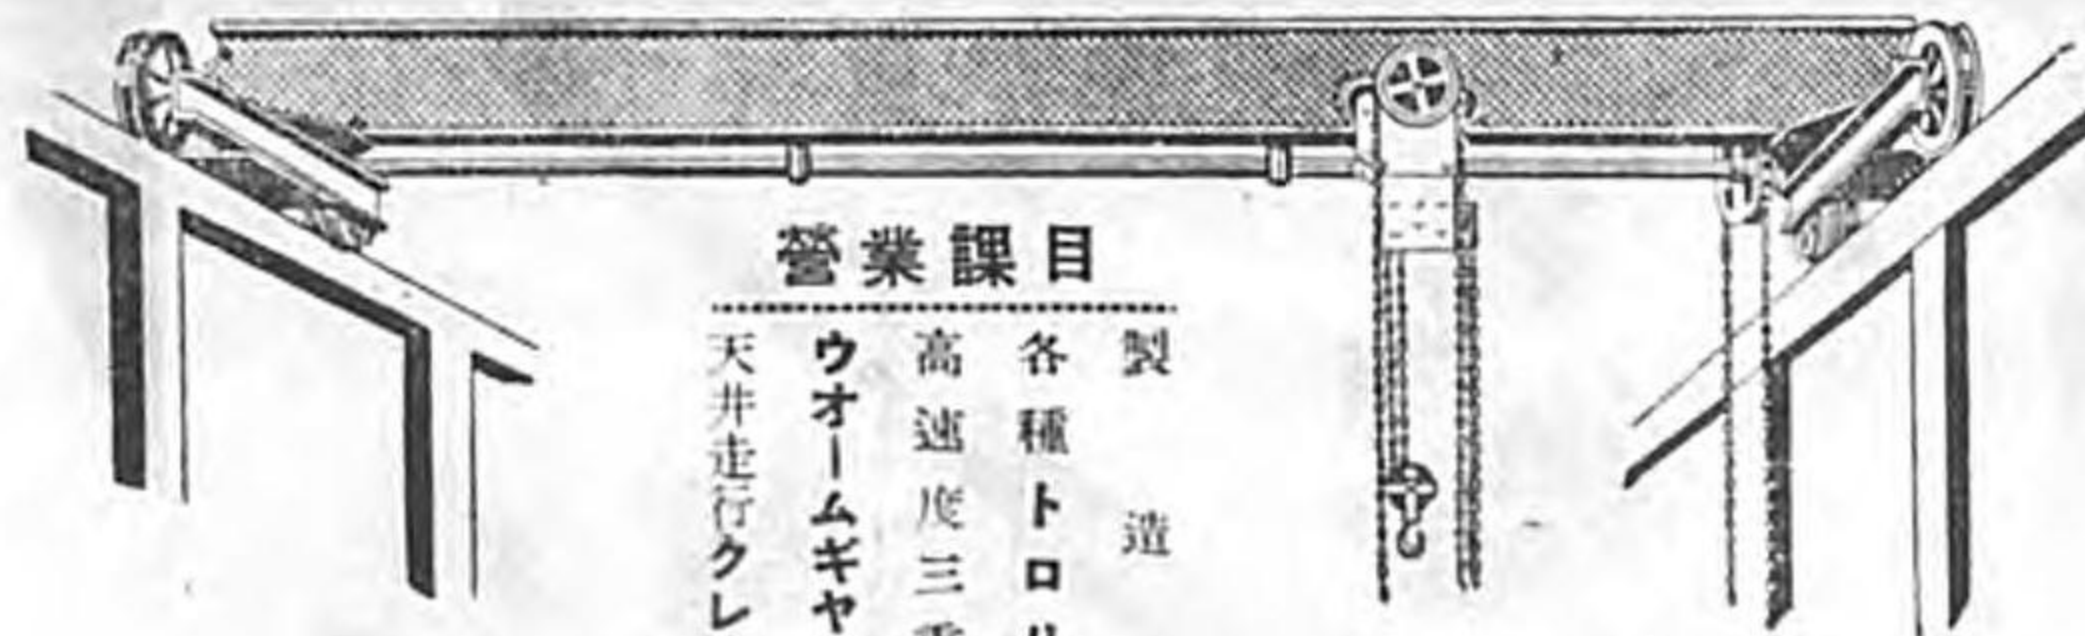 營業課目
製造
各種トロリ
高速度三
ウオームギヤ
天井走行クレ